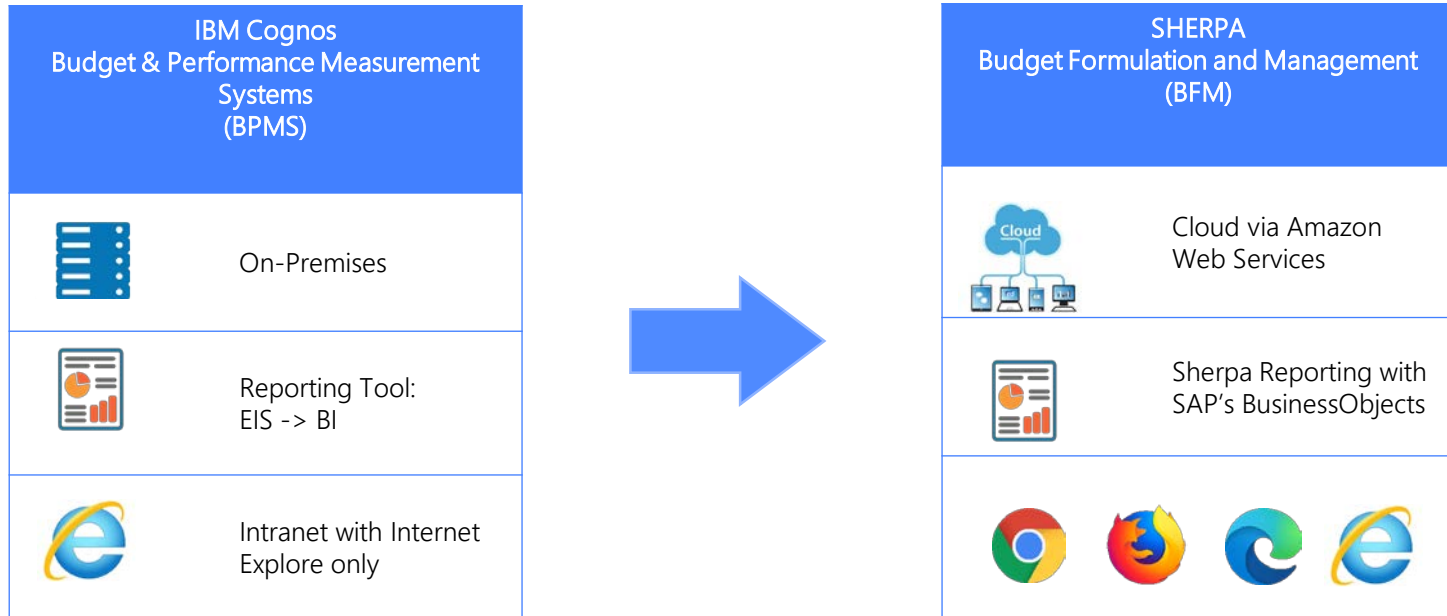 IBM Cognos
Budget & Performance Measurement
Systems
(BPMS)
On-Premises
Reporting Tool:
EIS -> BI
Intranet with Internet
Explore only
SHERPA
Budget Formulation and Management
(BFM)
Cloud
Cloud via Amazon
Web Services
Sherpa Reporting with
SAP’s BusinessObjects